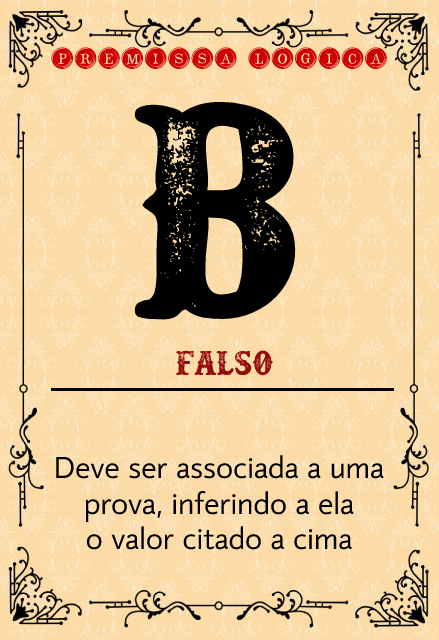 PREMISSA LOGICA
B
FALSO
Deve ser associada a uma
prova, inferindo a ela
o valor citado a cima